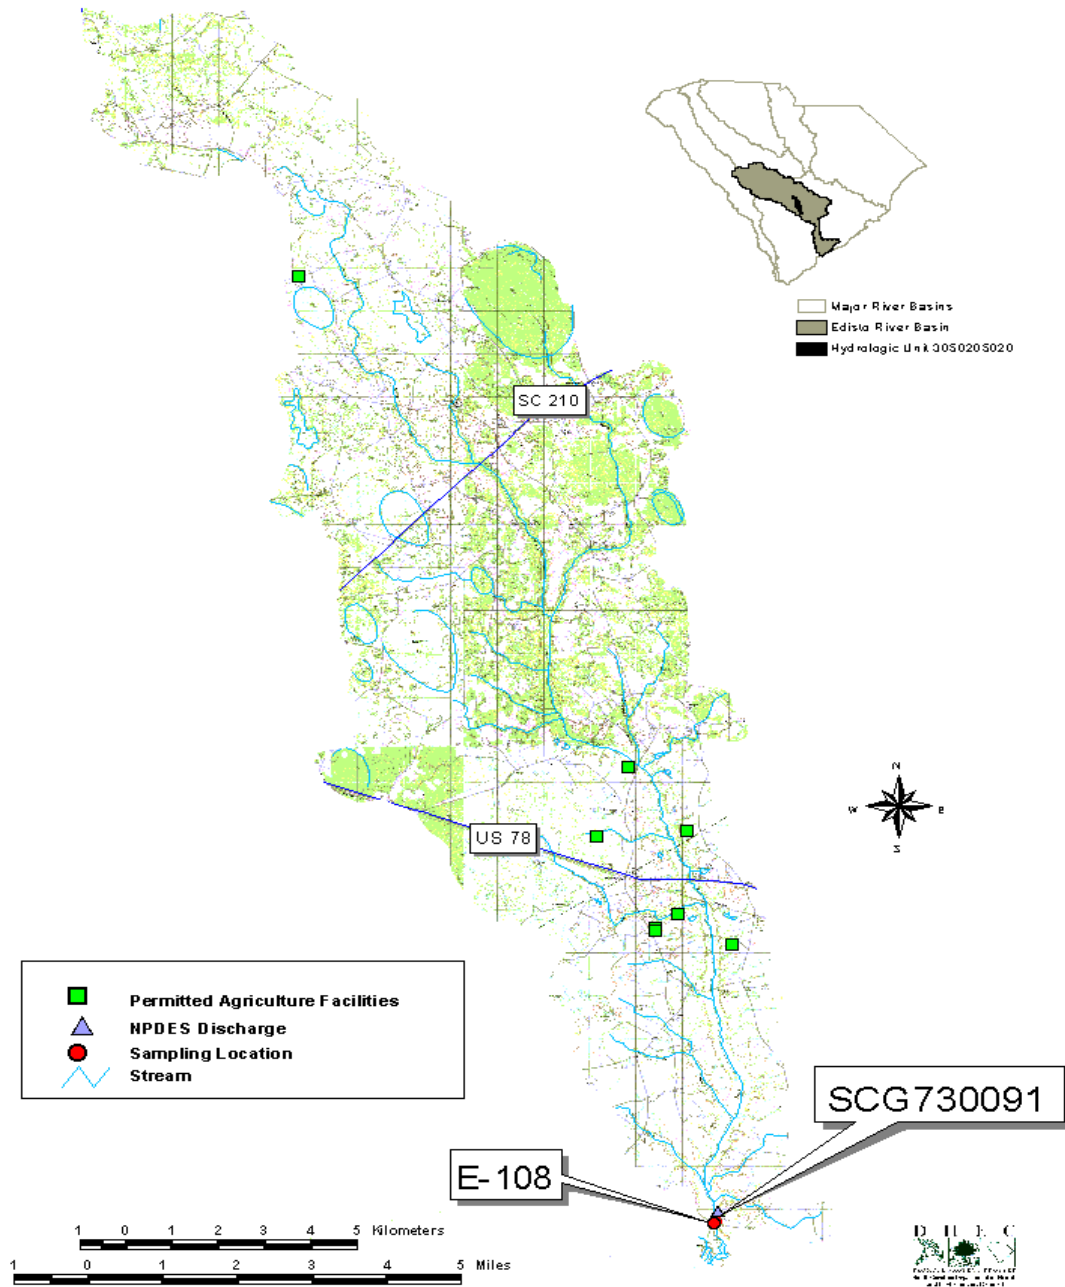 Major River Basins
Edisto River Basin
Hydrologic Unit 3050205020
SC 210
N
W E
S
US 78
Permitted Agriculture Facilities
NPDES Discharge
Sampling Location
Stream
SCG730091
E-108
1 0 1 2 3 4 5 Kilometers
1 0 1 2 3 4 5 Miles
D H E C